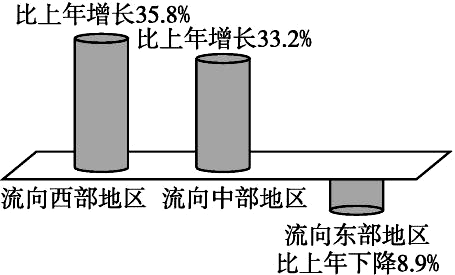 比上年增长35.8%
比上年增长33.2%
流向西部地区
流向中部地区
流向东部地区
比上年下降8.9%